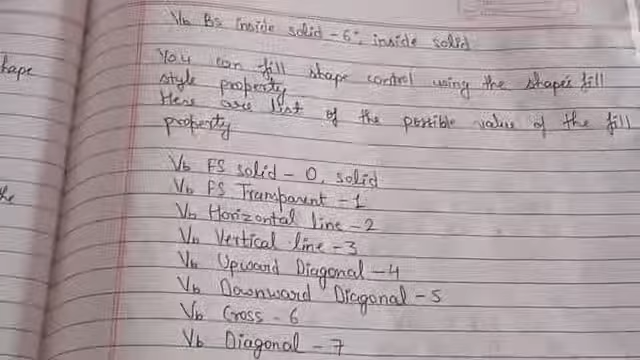 Vb BS inside solid - 6; inside solid
You can fill shape control using the shape's fill
style property
Here are list of the possible value of the fill
property
Vb FS solid - 0, solid
Vb FS Transparent - 1
Vb Horizontal line - 2
Vb Vertical line - 3
Vb Upward Diagonal - 4
Vb Downward Diagonal - 5
Vb Cross - 6
Vb Diagonal - 7
hape
the